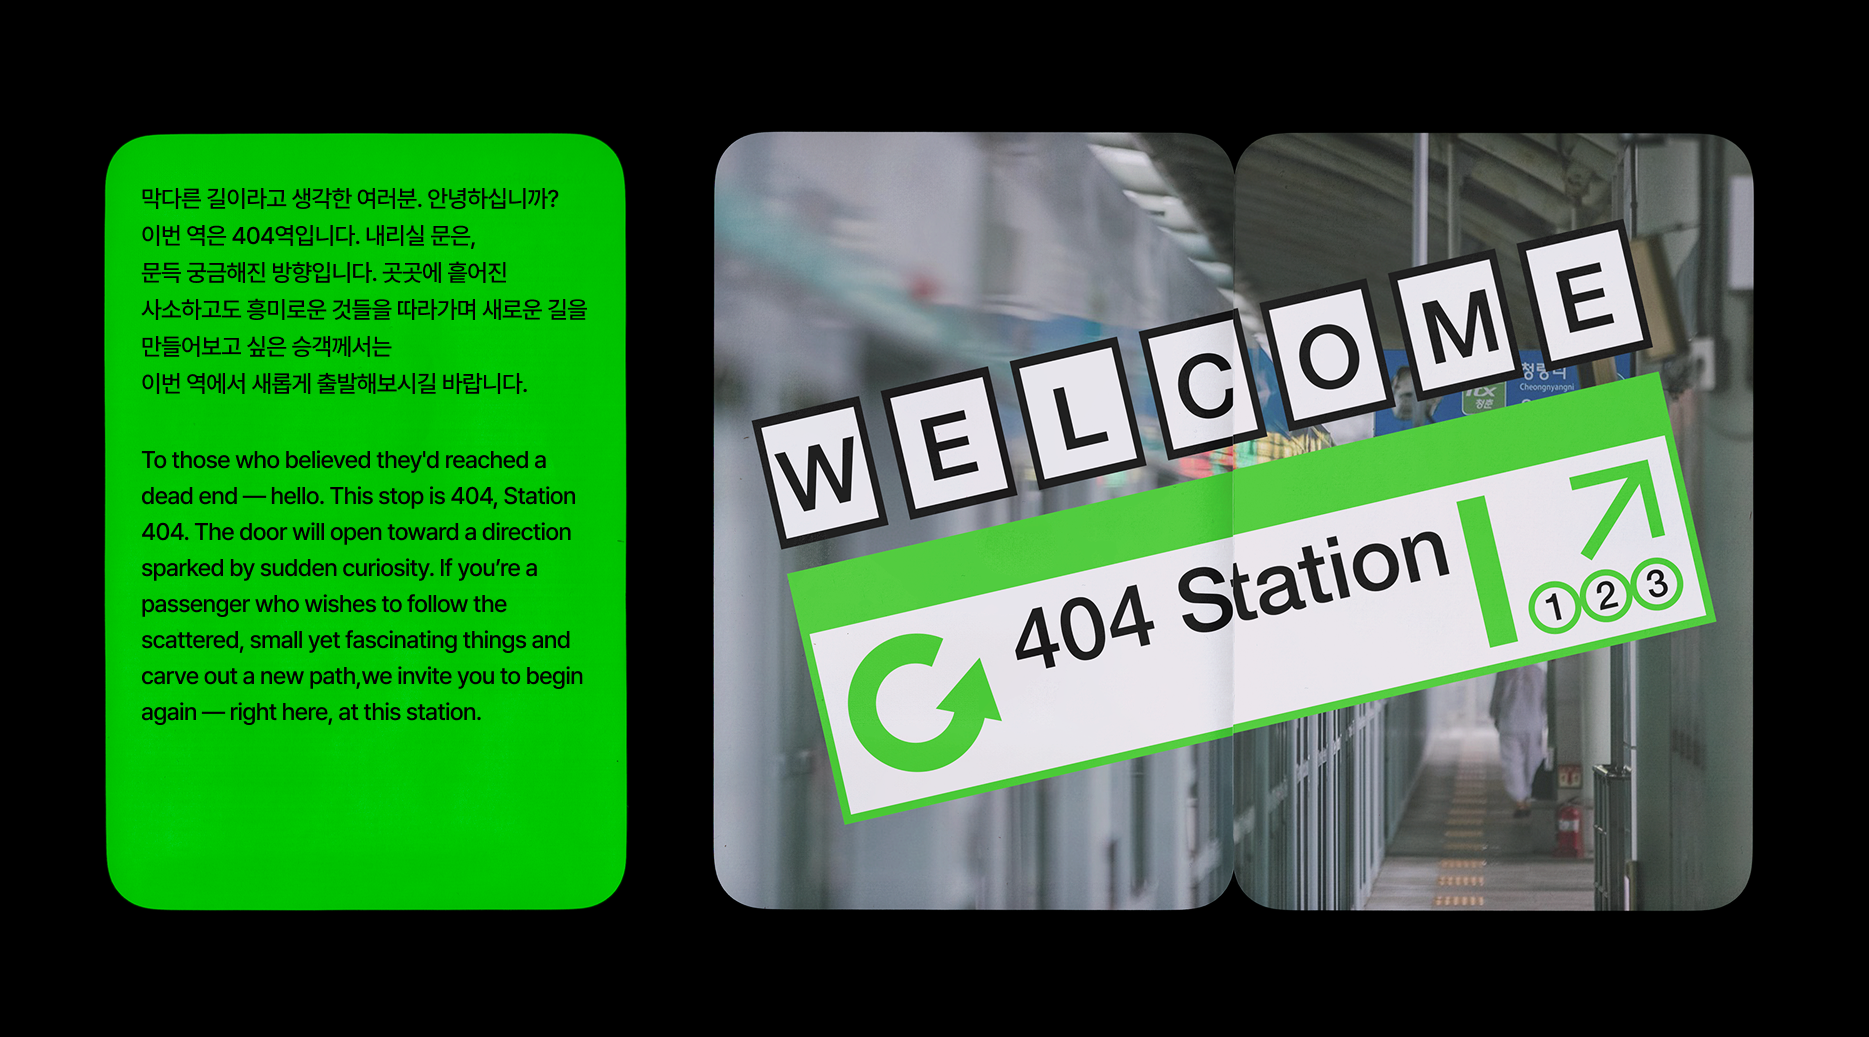 막다른 길이라고 생각한 여러분. 안녕하십니까?
이번 역은 404역입니다. 내리실 문은,
문득 궁금해진 방향입니다. 곳곳에 흩어진
사소하고도 흥미로운 것들을 따라가며 새로운 길을
만들어보고 싶은 승객께서는
이번 역에서 새롭게 출발해보시길 바랍니다.
To those who believed they'd reached a
dead end — hello. This stop is 404, Station
404. The door will open toward a direction
sparked by sudden curiosity. If you’re a
passenger who wishes to follow the
scattered, small yet fascinating things and
carve out a new path,we invite you to begin
again — right here, at this station.
WELCOME
청량리
Cheongnyangni
itx
청춘
404 Station
1 2 3